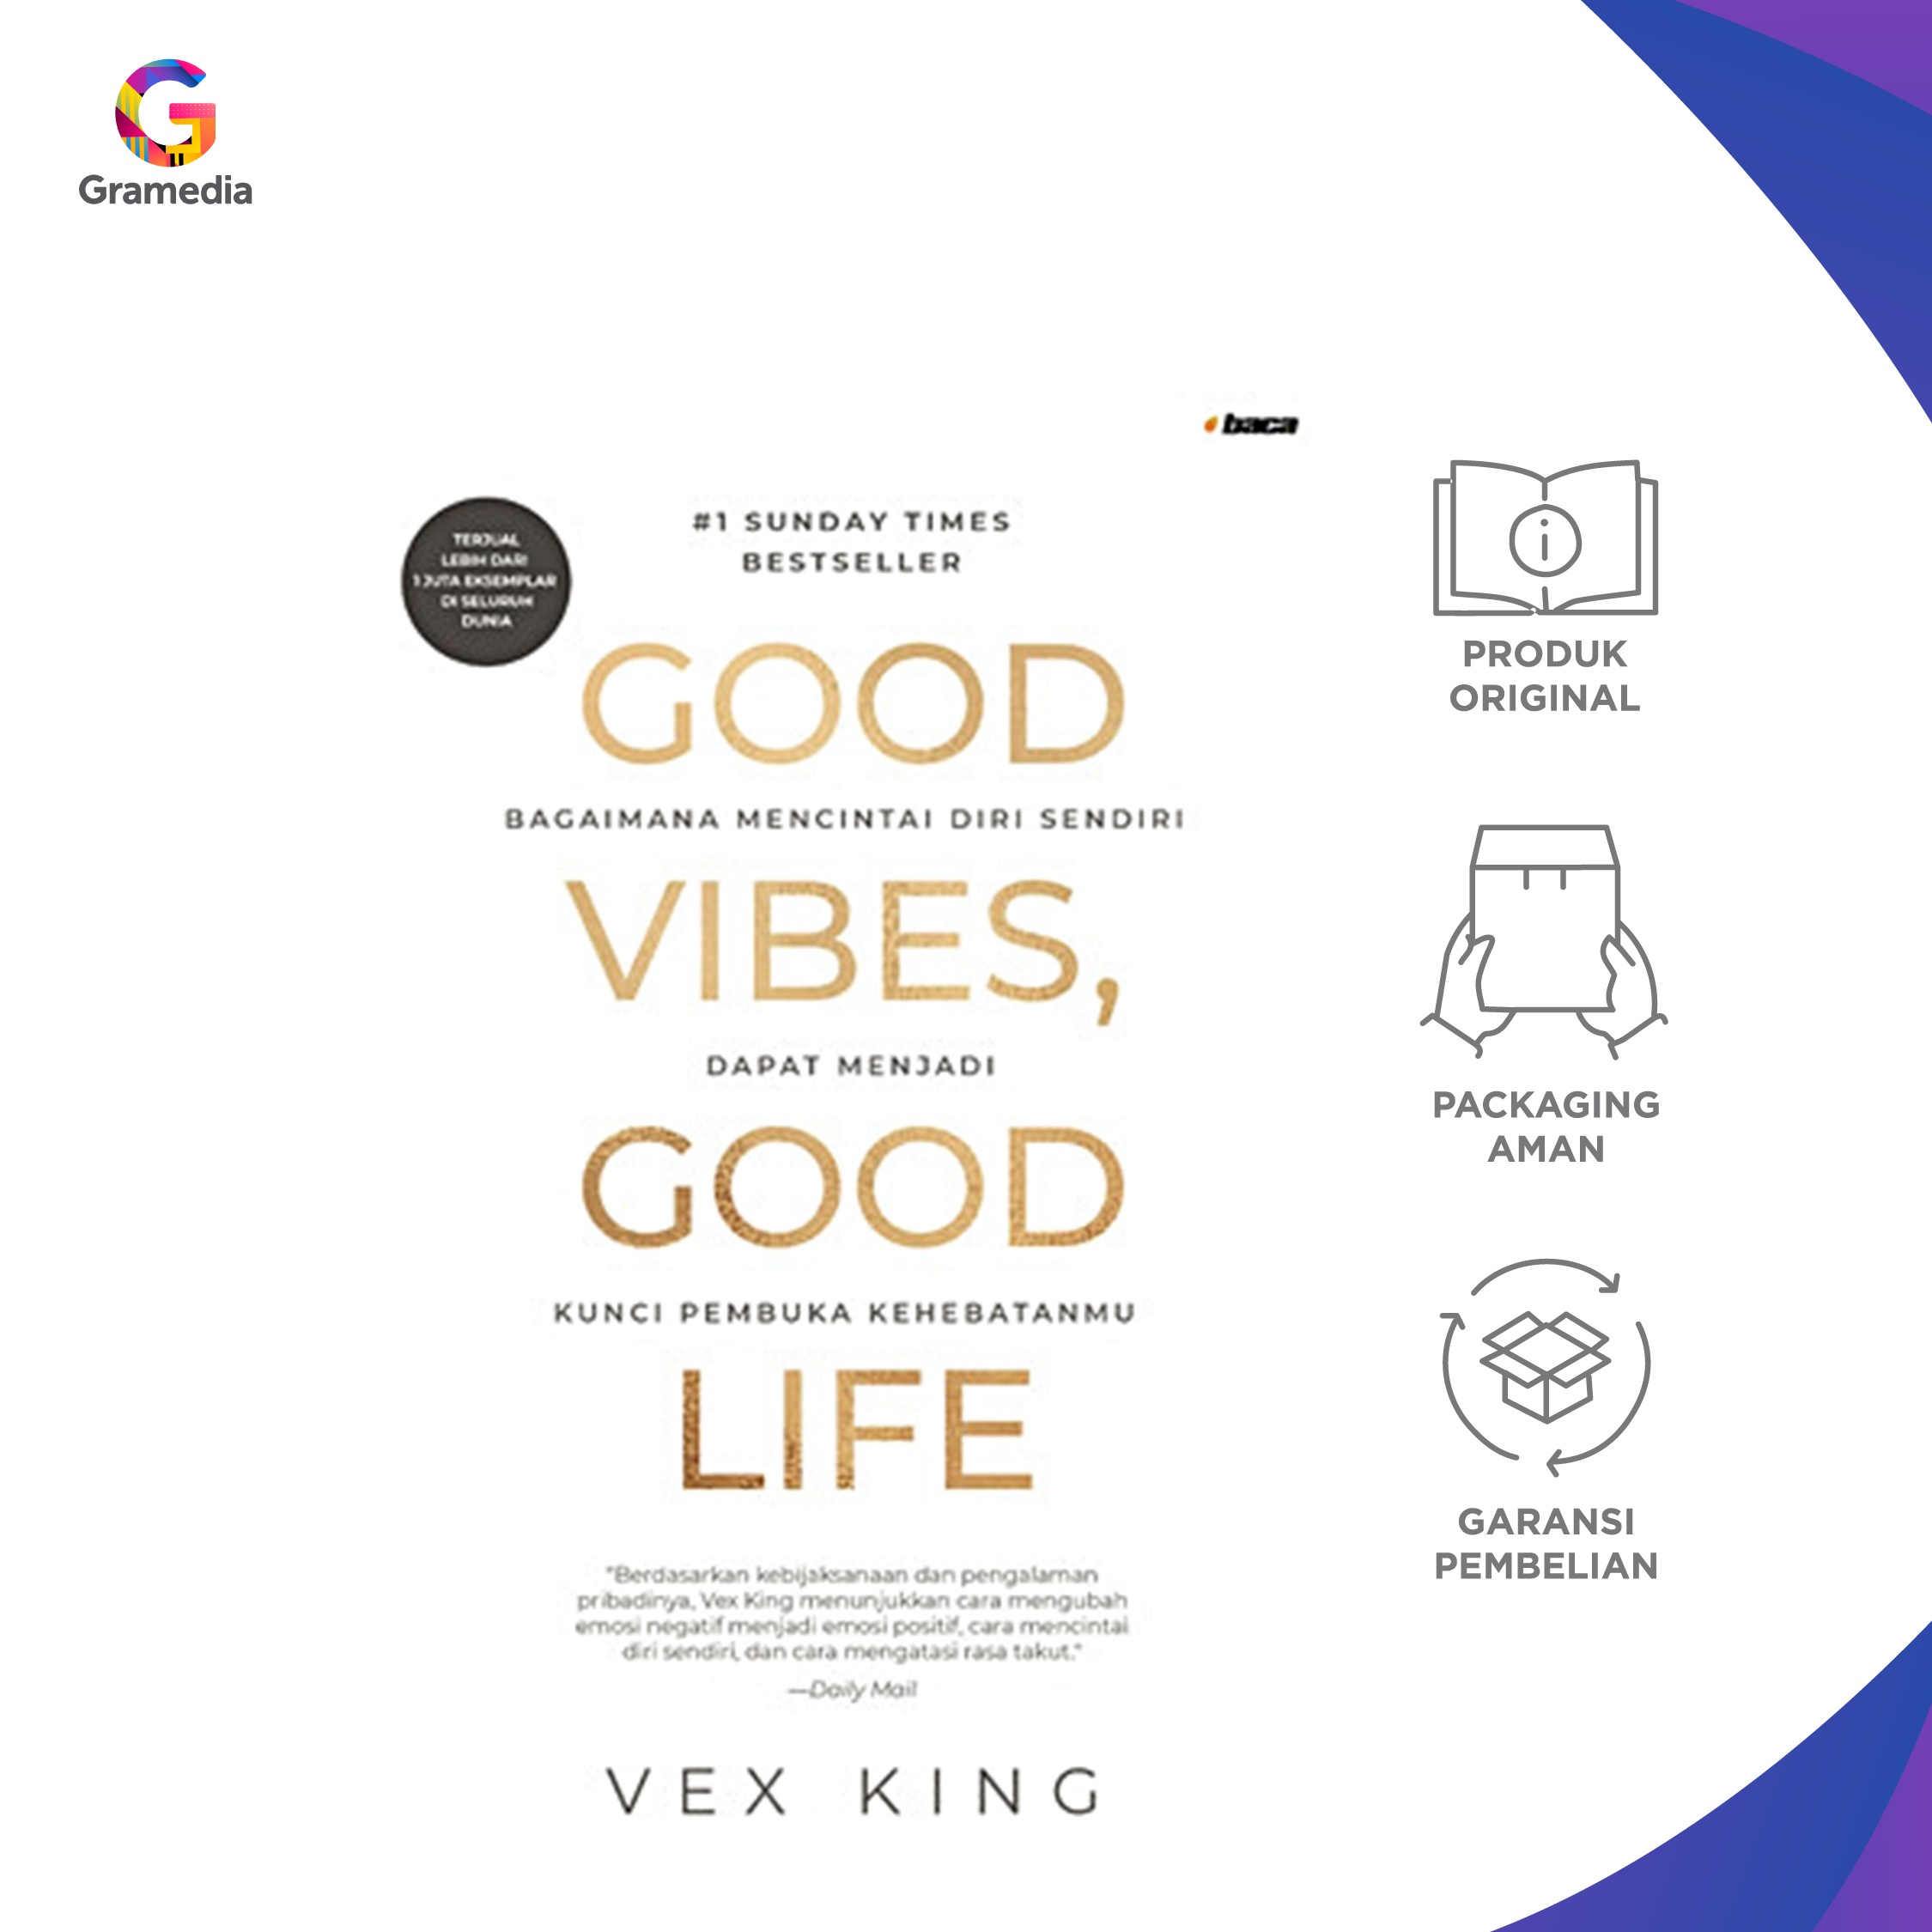 Gramedia
baca
TERJUAL
LEBIH DARI
1 JUTA EKSEMPLAR
DI SELURUH
DUNIA
#1 SUNDAY TIMES
BESTSELLER
GOOD
BAGAIMANA MENCINTAI DIRI SENDIRI
VIBES,
DAPAT MENJADI
GOOD
KUNCI PEMBUKA KEHEBATANMU
LIFE
"Berdasarkan kebijaksanaan dan pengalaman
pribadinya, Vex King menunjukkan cara mengubah
emosi negatif menjadi emosi positif, cara mencintai
diri sendiri, dan cara mengatasi rasa takut."
—Daily Mail
VEX KING
PRODUK
ORIGINAL
PACKAGING
AMAN
GARANSI
PEMBELIAN